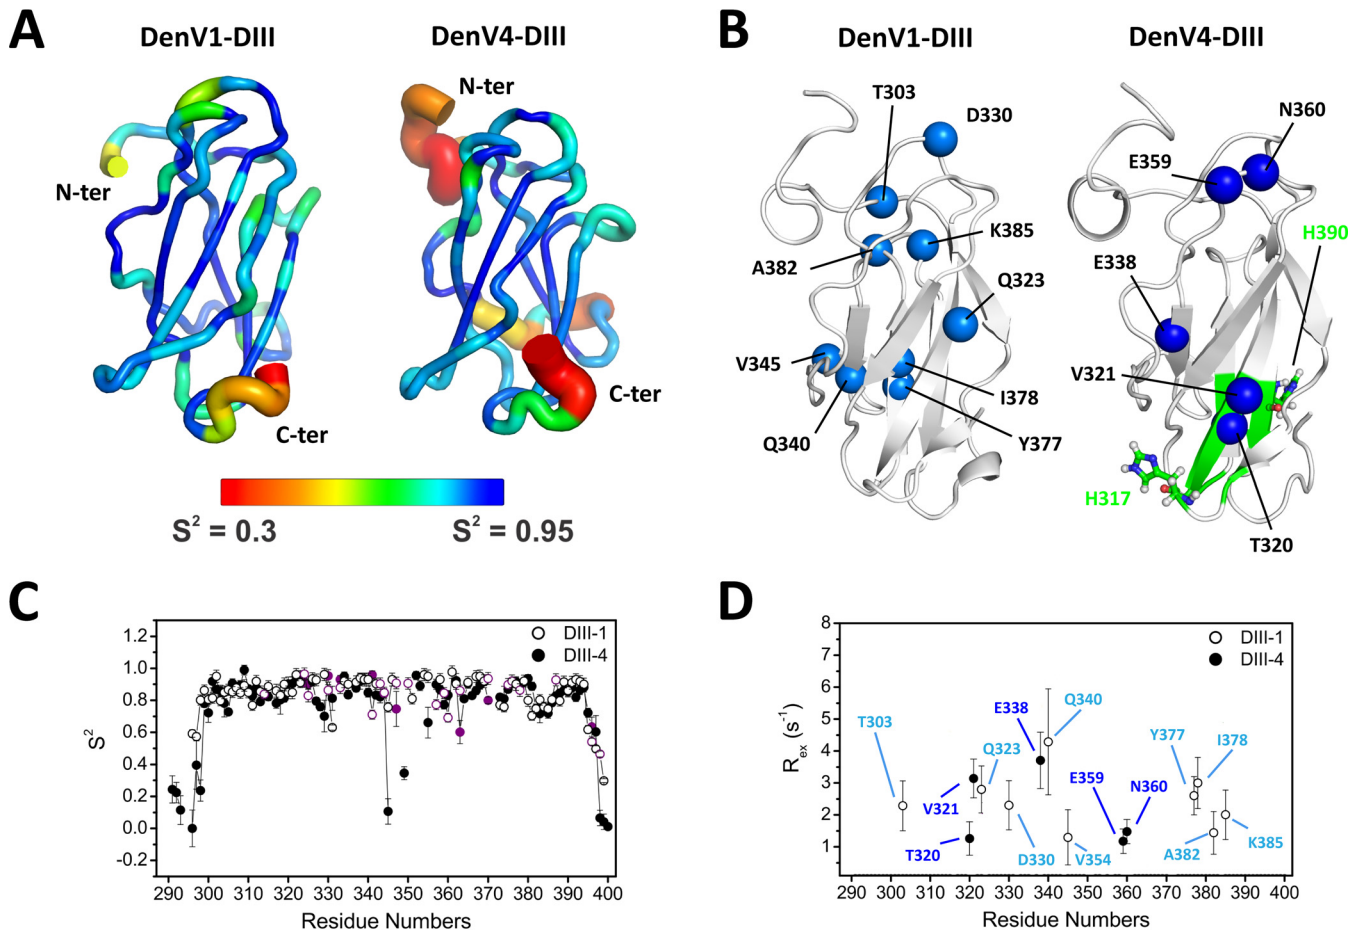 A
DenV1-DIII
DenV4-DIII
N-ter
N-ter
C-ter
C-ter
S² = 0.3
S² = 0.95
B
DenV1-DIII
DenV4-DIII
T303
D330
N360
E359
K385
H390
A382
E338
Q323
V345
V321
I378
Q340
Y377
H317
T320
C
1.2
1.0
0.8
0.6
0.4
0.2
0.0
-0.2
S²
DIII-1
DIII-4
290 300 310 320 330 340 350 360 370 380 390 400
Residue Numbers
D
8
7
6
5
4
3
2
1
Rex (s⁻¹)
DIII-1
DIII-4
T303
E338
Q340
Q323
Y377
I378
E359
N360
V321
T320
D330
V354
A382
K385
290 300 310 320 330 340 350 360 370 380 390 400
Residue Numbers